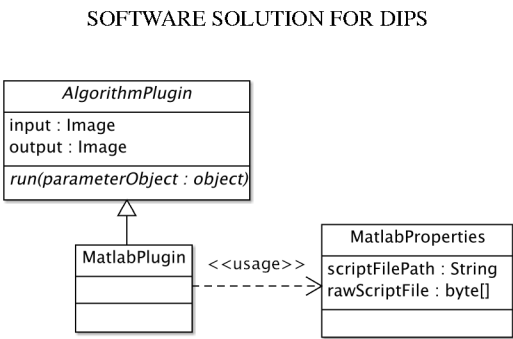 SOFTWARE SOLUTION FOR DIPS
AlgorithmPlugin
input : Image
output : Image
run(parameterObject : object)
MatlabPlugin
<<usage>>
MatlabProperties
scriptFilePath : String
rawScriptFile : byte[]